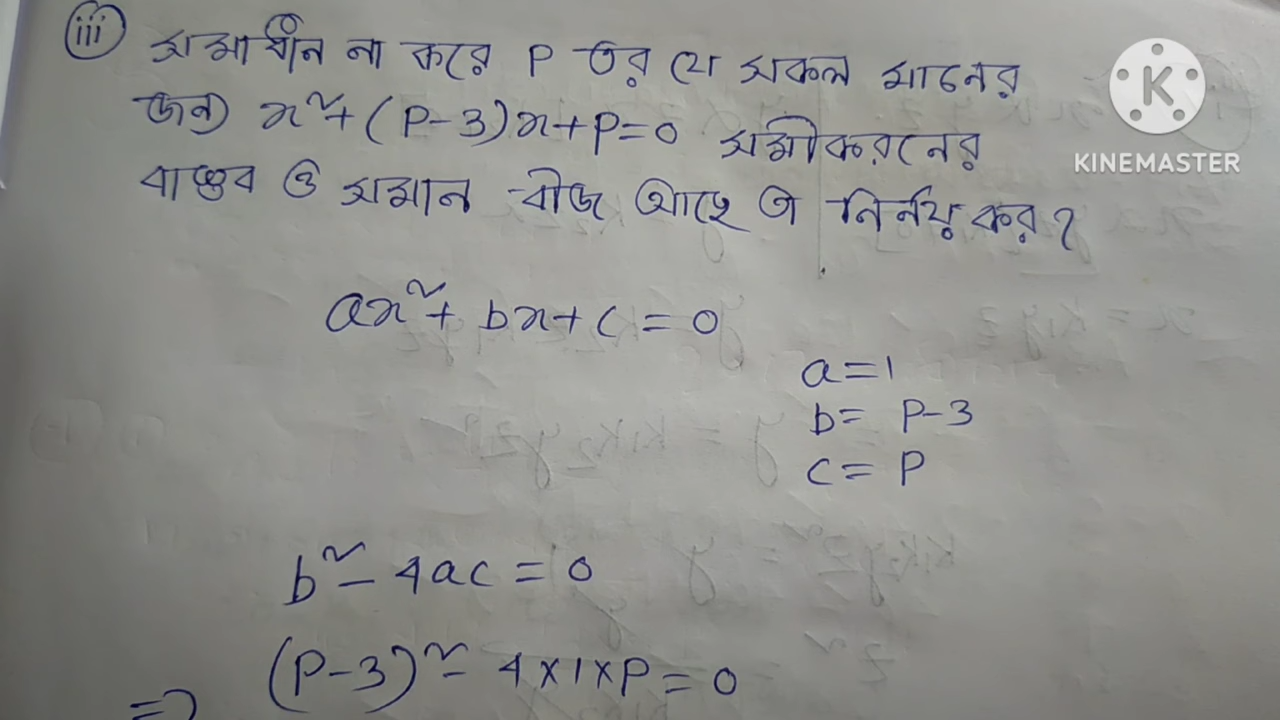 iii সমাধান না করে P এর যে সকল মানের
জন্য x²+(P-3)x+P=0 সমীকরনের
বাস্তব ও সমান বীজ আছে তা নির্নয় কর?
ax²+ bx+c=0
a=1
b= P-3
c= P
b²-4ac=0
⇒ (P-3)²- 4×1×P=0
K
KINEMASTER